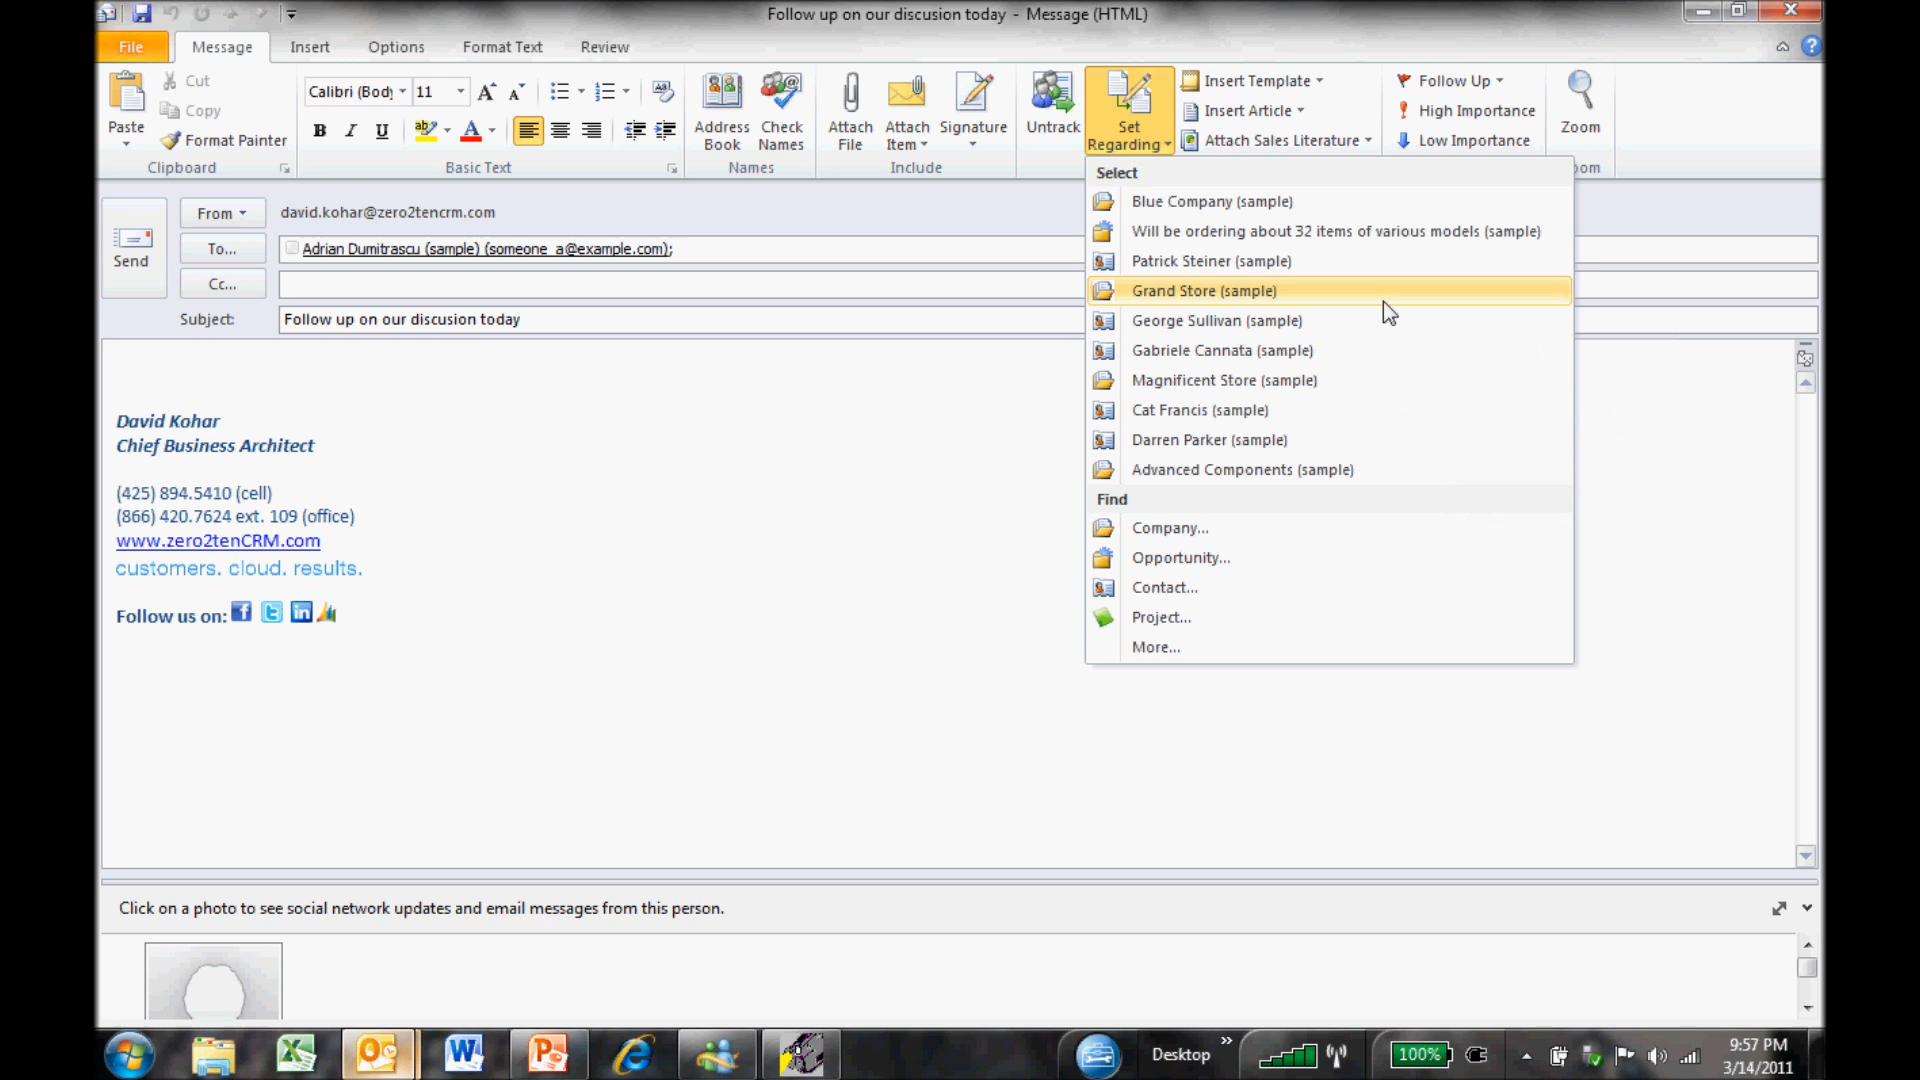 Follow up on our discusion today - Message (HTML)
File Message Insert Options Format Text Review
Paste
Cut
Copy
Format Painter
Clipboard
Calibri (Body 11
B I U
Basic Text
Address Book
Check Names
Names
Attach File
Attach Item
Signature
Include
Untrack
Set Regarding
Insert Template
Insert Article
Attach Sales Literature
Follow Up
High Importance
Low Importance
Zoom
Select
Blue Company (sample)
Will be ordering about 32 items of various models (sample)
Patrick Steiner (sample)
Grand Store (sample)
George Sullivan (sample)
Gabriele Cannata (sample)
Magnificent Store (sample)
Cat Francis (sample)
Darren Parker (sample)
Advanced Components (sample)
Find
Company...
Opportunity...
Contact...
Project...
More...
Send
From david.kohar@zero2tencrm.com
To... Adrian Dumitrascu (sample) (someone_a@example.com);
Cc...
Subject: Follow up on our discusion today
David Kohar
Chief Business Architect
(425) 894.5410 (cell)
(866) 420.7624 ext. 109 (office)
www.zero2tenCRM.com
customers. cloud. results.
Follow us on:
Click on a photo to see social network updates and email messages from this person.
Desktop
100%
9:57 PM
3/14/2011